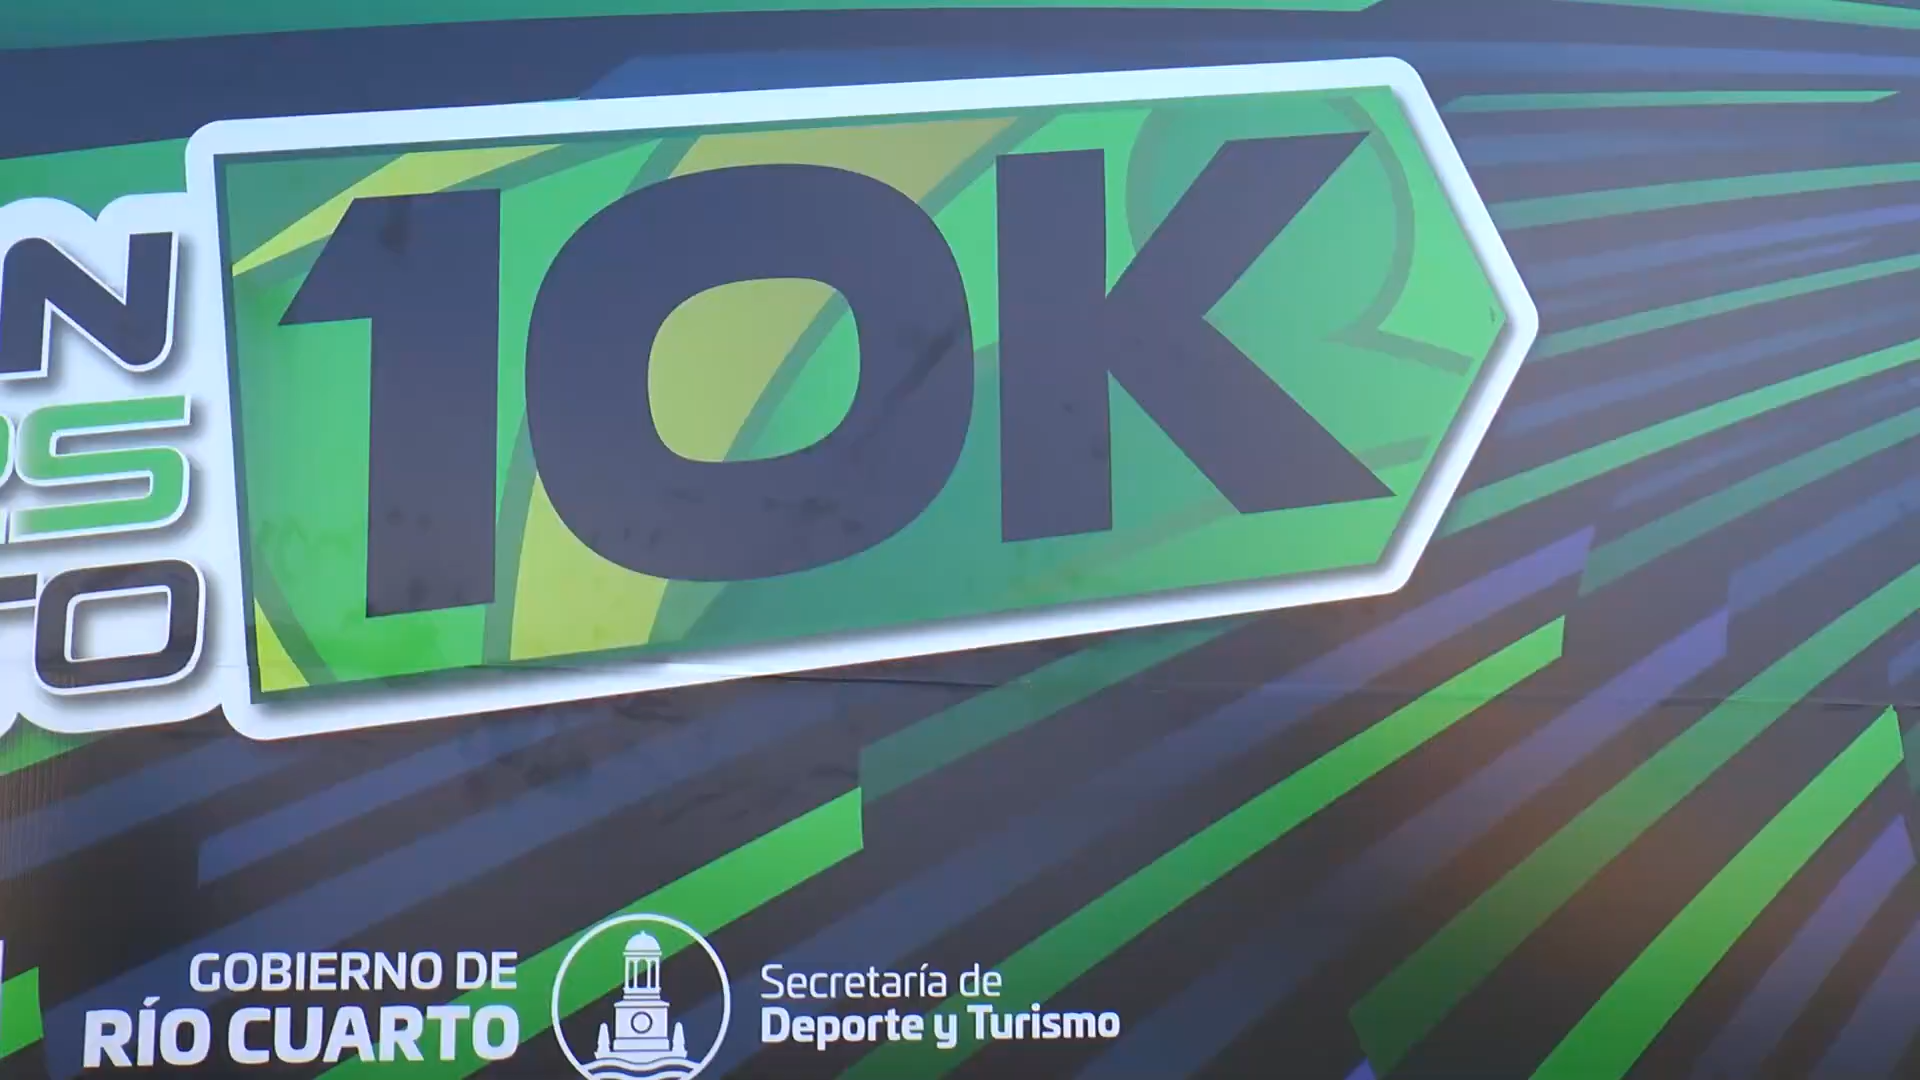 10K
GOBIERNO DE
RÍO CUARTO
Secretaría de
Deporte y Turismo